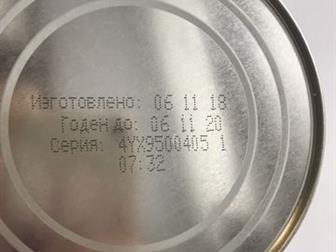 Изготовлено: 06 11 18
Годен до: 06 11 20
Серия: 4YX9500405 1
07:32